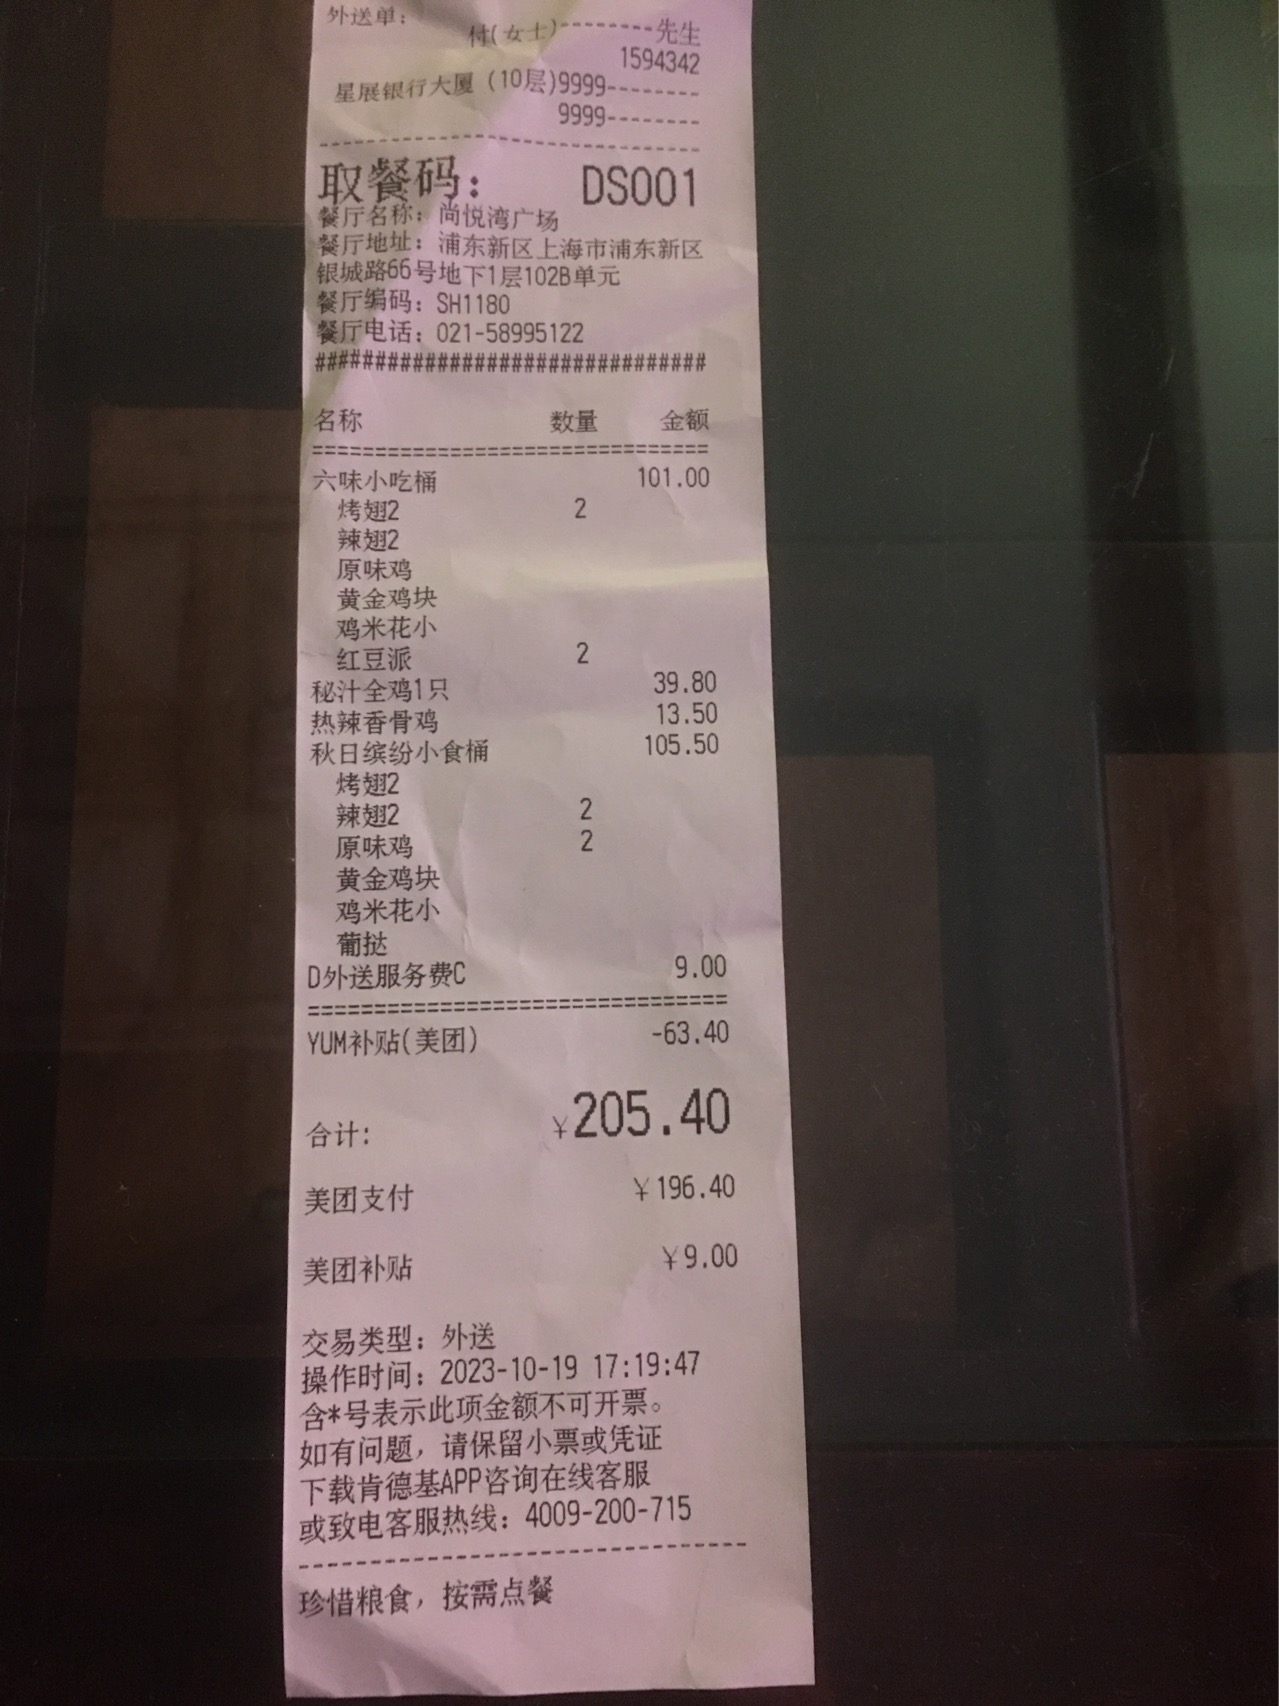 外送单:
付(女士)--------先生
1594342
星展银行大厦(10层)9999--------
9999--------
--------------------------------
取餐码: DS001
餐厅名称: 尚悦湾广场
餐厅地址: 浦东新区上海市浦东新区
银城路66号地下1层102B单元
餐厅编码: SH1180
餐厅电话: 021-58995122
################################
名称 数量 金额
================================
六味小吃桶 101.00
烤翅2 2
辣翅2
原味鸡
黄金鸡块
鸡米花小
红豆派 2
秘汁全鸡1只 39.80
热辣香骨鸡 13.50
秋日缤纷小食桶 105.50
烤翅2
辣翅2 2
原味鸡 2
黄金鸡块
鸡米花小
葡挞
D外送服务费C 9.00
================================
YUM补贴(美团) -63.40
合计: ¥205.40
美团支付 ¥196.40
美团补贴 ¥9.00
交易类型: 外送
操作时间: 2023-10-19 17:19:47
含*号表示此项金额不可开票。
如有问题, 请保留小票或凭证
下载肯德基APP咨询在线客服
或致电客服热线: 4009-200-715
--------------------------------
珍惜粮食, 按需点餐